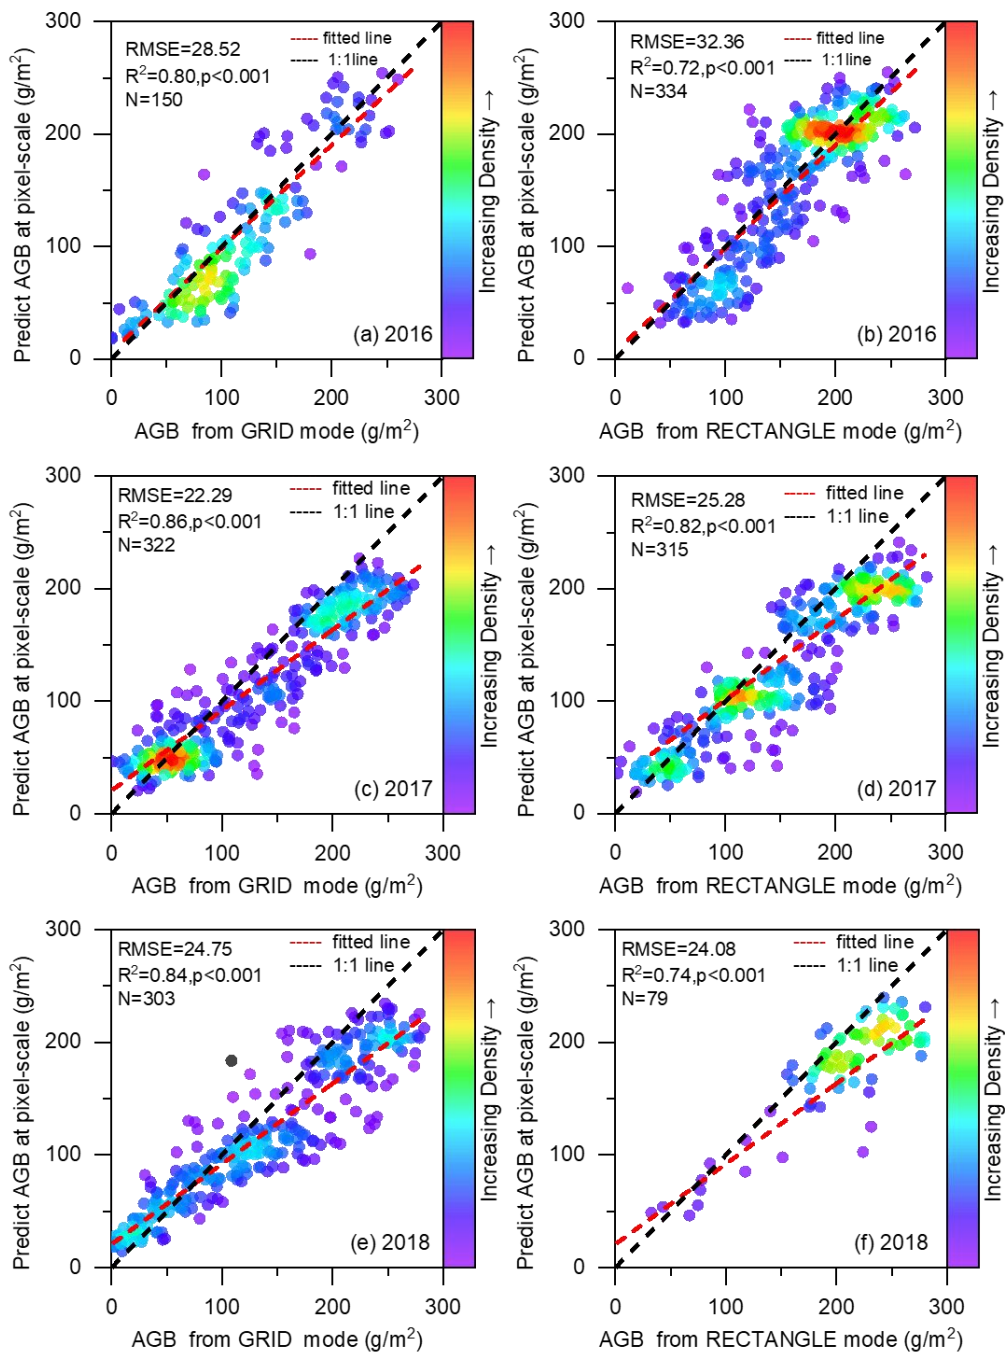 300
200
100
0
Predict AGB at pixel-scale (g/m²)
RMSE=28.52
R²=0.80,p<0.001
N=150
fitted line
1:1line
(a) 2016
Increasing Density →
0 100 200 300
AGB from GRID mode (g/m²)
300
200
100
0
Predict AGB at pixel-scale (g/m²)
RMSE=32.36
R²=0.72,p<0.001
N=334
fitted line
1:1line
(b) 2016
Increasing Density →
0 100 200 300
AGB from RECTANGLE mode (g/m²)
300
200
100
0
Predict AGB at pixel-scale (g/m²)
RMSE=22.29
R²=0.86,p<0.001
N=322
fitted line
1:1 line
(c) 2017
Increasing Density →
0 100 200 300
AGB from GRID mode (g/m²)
300
200
100
0
Predict AGB at pixel-scale (g/m²)
RMSE=25.28
R²=0.82,p<0.001
N=315
fitted line
1:1 line
(d) 2017
Increasing Density →
0 100 200 300
AGB from RECTANGLE mode (g/m²)
300
200
100
0
Predict AGB at pixel-scale (g/m²)
RMSE=24.75
R²=0.84,p<0.001
N=303
fitted line
1:1 line
(e) 2018
Increasing Density →
0 100 200 300
AGB from GRID mode (g/m²)
300
200
100
0
Predict AGB at pixel-scale (g/m²)
RMSE=24.08
R²=0.74,p<0.001
N=79
fitted line
1:1 line
(f) 2018
Increasing Density →
0 100 200 300
AGB from RECTANGLE mode (g/m²)